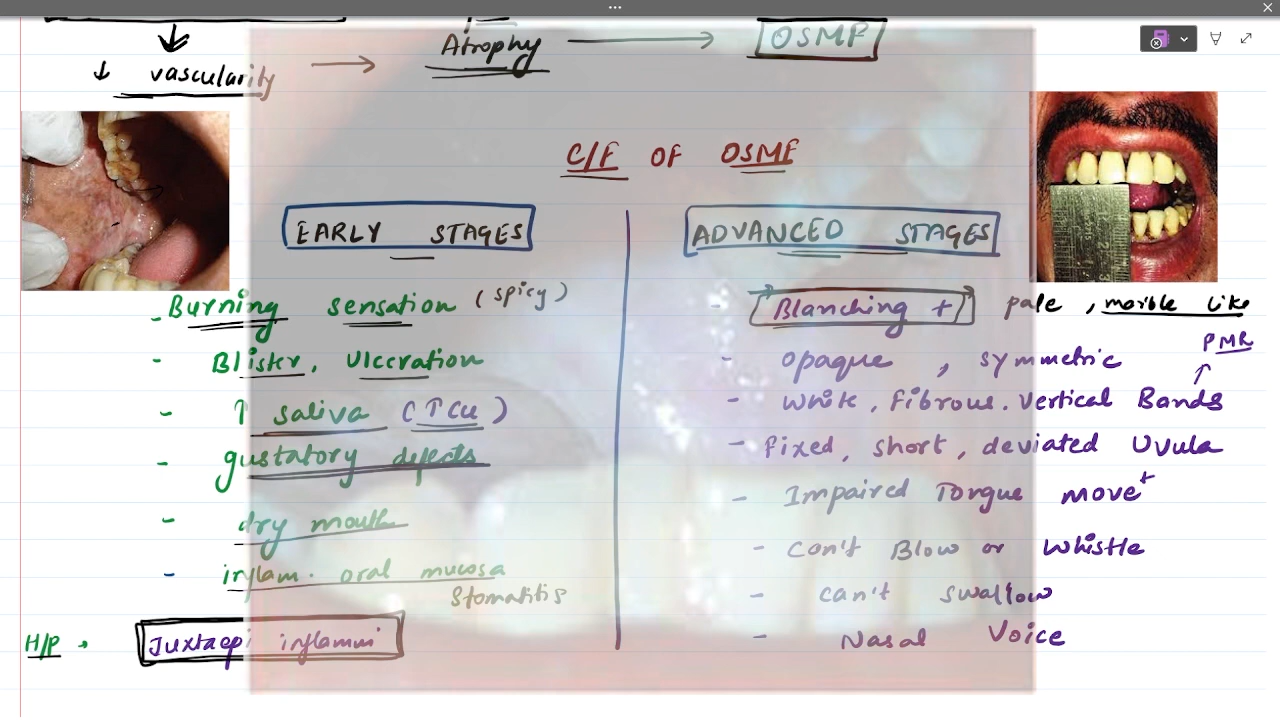 Atrophy → OSMF
↓ vascularity →
C/F OF OSMF
EARLY STAGES
- Burning sensation (spicy)
- Blister, Ulceration
- ↑ saliva (↑Cu)
- gustatory defects
- dry mouth
- inflam. oral mucosa
Stomatitis
H/P → Juxtaepi inflammi
ADVANCED STAGES
- Blanching + pale, marble like
- opaque, symmetric
PMR
- White, Fibrous. Vertical Bands
- Fixed, short, deviated Uvula
- Impaired Tongue move
- Can't Blow or Whistle
- Can't swallow
- Nasal Voice